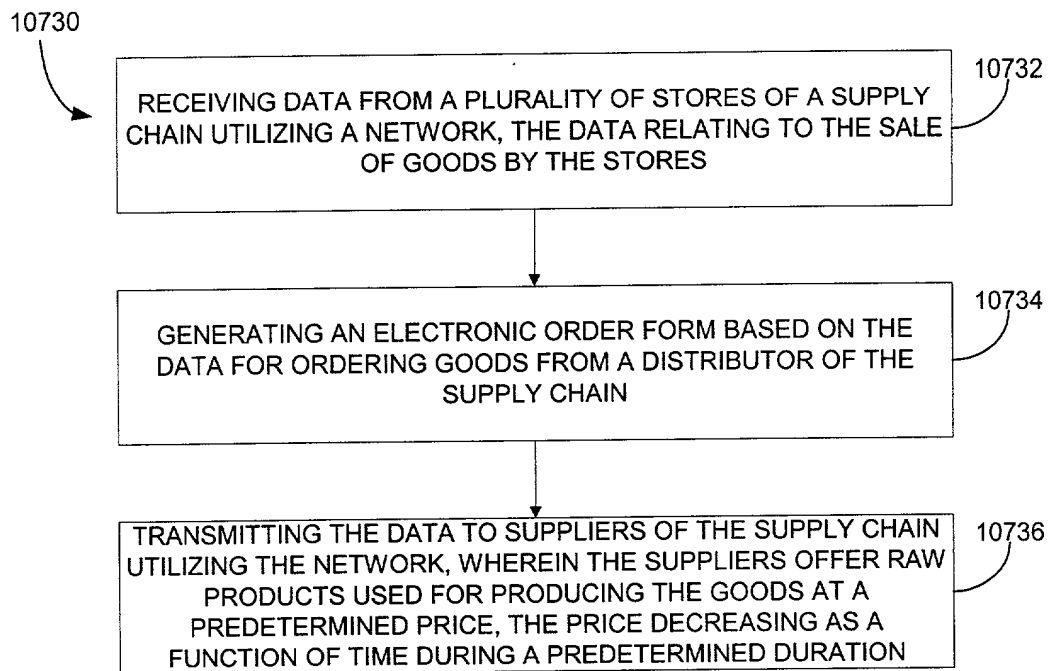 10730
10732
RECEIVING DATA FROM A PLURALITY OF STORES OF A SUPPLY
CHAIN UTILIZING A NETWORK, THE DATA RELATING TO THE SALE
OF GOODS BY THE STORES
10734
GENERATING AN ELECTRONIC ORDER FORM BASED ON THE
DATA FOR ORDERING GOODS FROM A DISTRIBUTOR OF THE
SUPPLY CHAIN
10736
TRANSMITTING THE DATA TO SUPPLIERS OF THE SUPPLY CHAIN
UTILIZING THE NETWORK, WHEREIN THE SUPPLIERS OFFER RAW
PRODUCTS USED FOR PRODUCING THE GOODS AT A
PREDETERMINED PRICE, THE PRICE DECREASING AS A
FUNCTION OF TIME DURING A PREDETERMINED DURATION